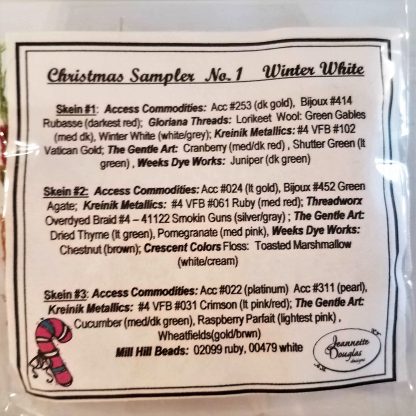 Christmas Sampler No. 1 Winter White
Skein #1: Access Commodities: Acc #253 (dk gold), Bijoux #414
Rubasse (darkest red); Gloriana Threads: Lorikeet Wool: Green Gables
(med dk), Winter White (white/grey); Kreinik Metallics: #4 VFB #102
Vatican Gold; The Gentle Art: Cranberry (med/dk red) , Shutter Green (lt
green) , Weeks Dye Works: Juniper (dk green)
Skein #2: Access Commodities: Acc #024 (lt gold), Bijoux #452 Green
Agate; Kreinik Metallics: #4 VFB #061 Ruby (med red); Threadworx
Overdyed Braid #4 – 41122 Smokin Guns (silver/gray) ; The Gentle Art:
Dried Thyme (lt green), Pomegranate (med pink), Weeks Dye Works:
Chestnut (brown); Crescent Colors Floss: Toasted Marshmallow
(white/cream)
Skein #3: Access Commodities: Acc #022 (platinum) Acc #311 (pearl),
Kreinik Metallics: #4 VFB #031 Crimson (lt pink/red); The Gentle Art:
Cucumber (med/dk green), Raspberry Parfait (lightest pink) ,
Wheatfields(gold/brwn)
Mill Hill Beads: 02099 ruby, 00479 white
Jeannette
Douglas
designs